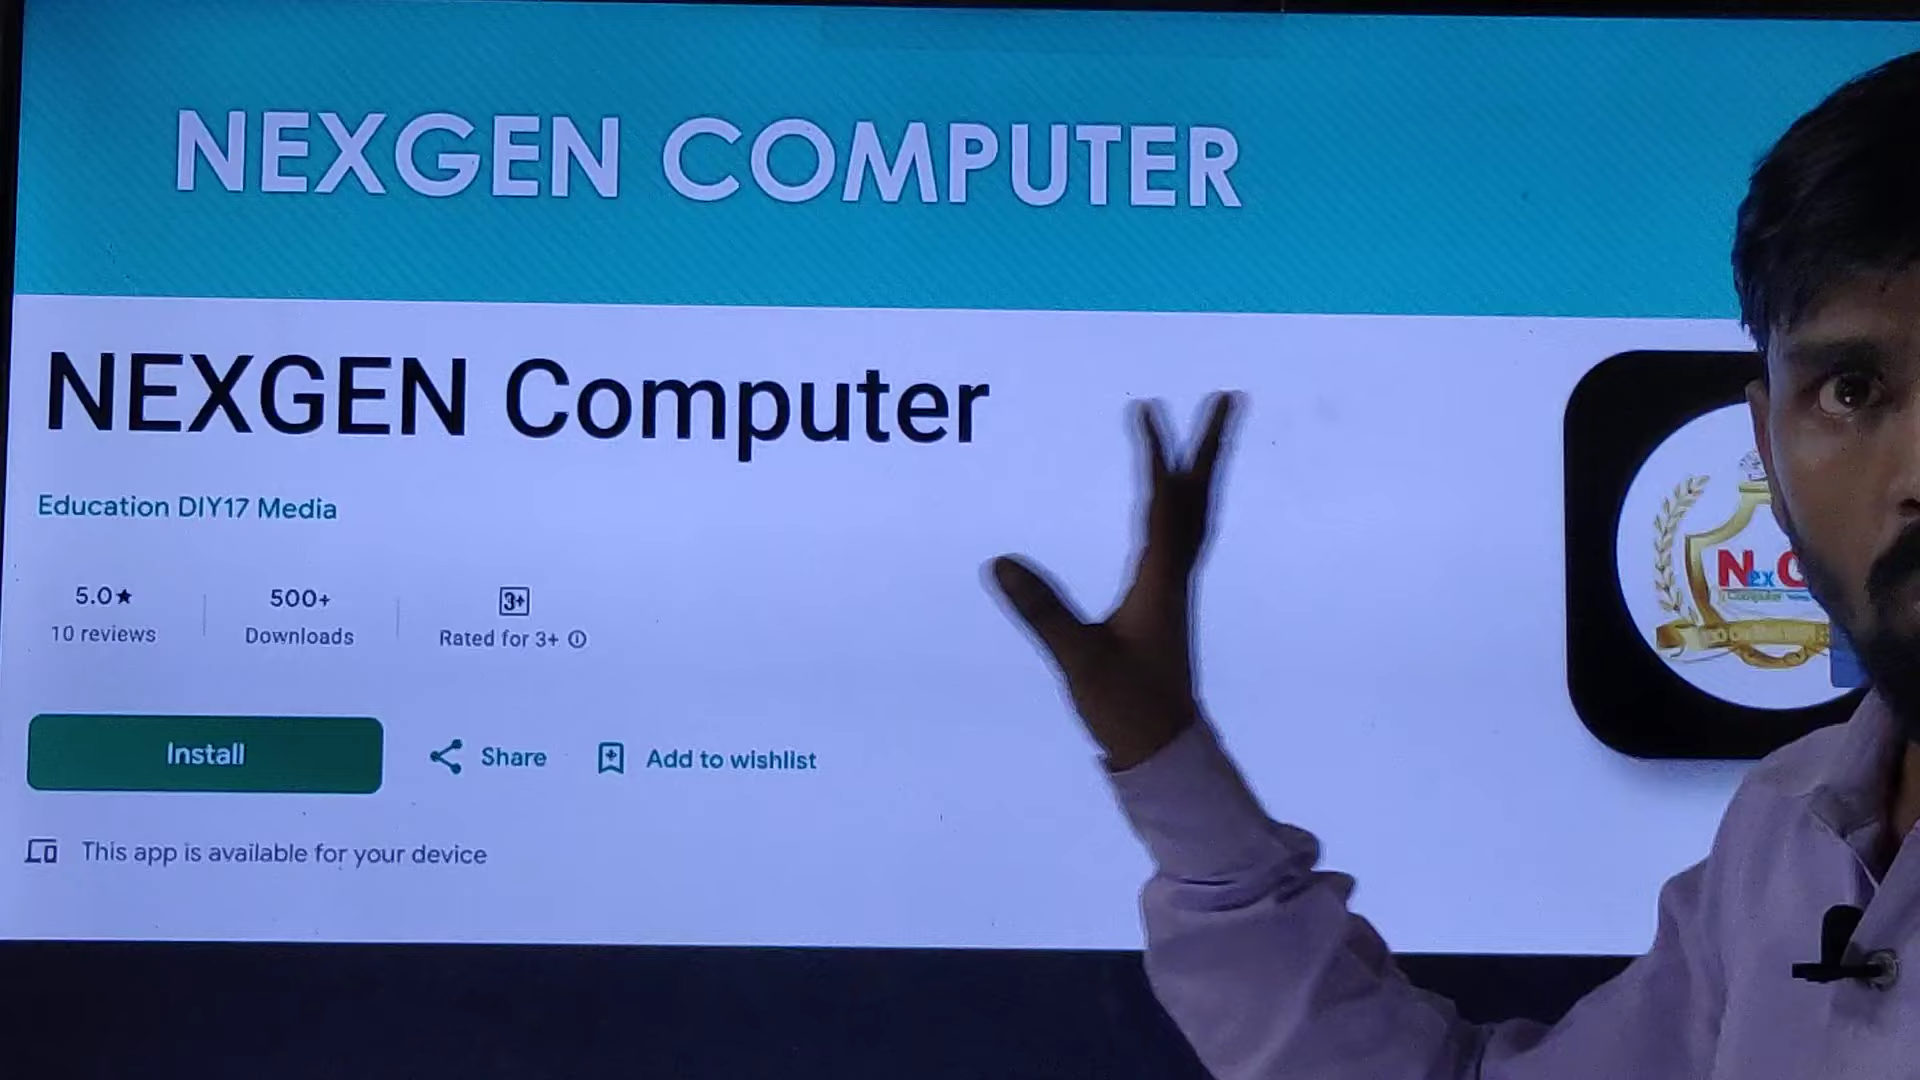 NEXGEN COMPUTER
NEXGEN Computer
Education DIY17 Media
5.0★
10 reviews
500+
Downloads
3+
Rated for 3+
Install
Share
Add to wishlist
This app is available for your device
Nex